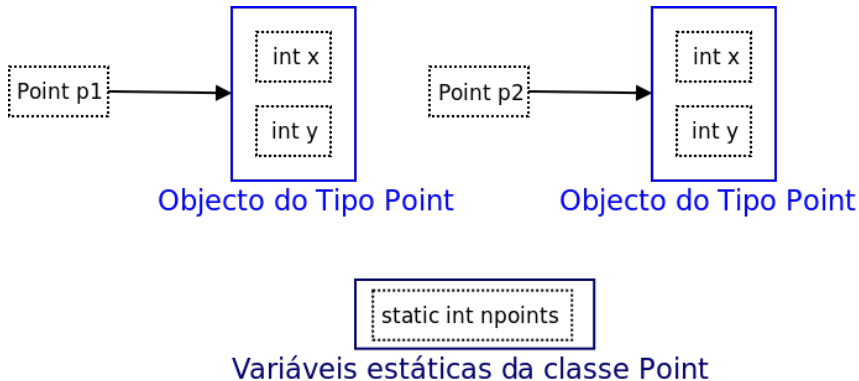 int x
int x
Point p1
Point p2
int y
int y
Objecto do Tipo Point
Objecto do Tipo Point
static int npoints
Variáveis estáticas da classe Point